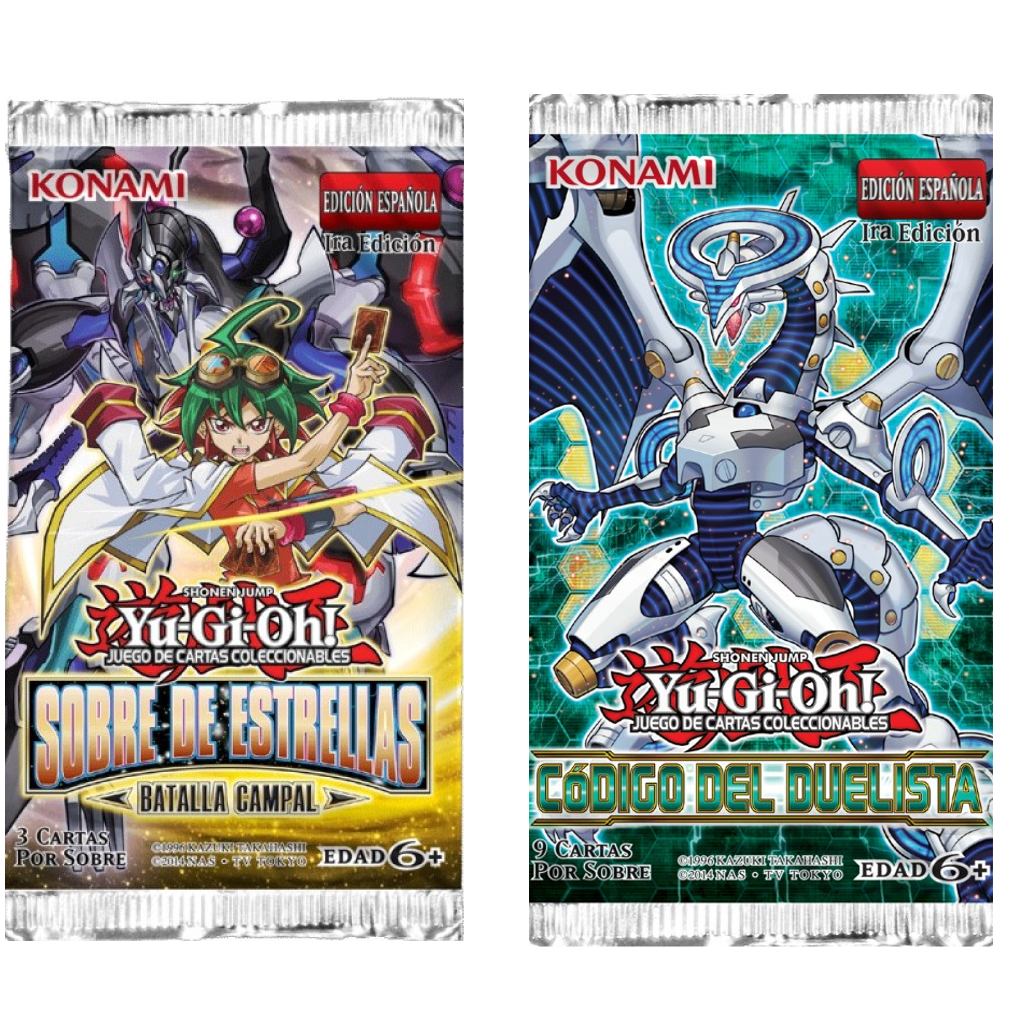 KONAMI
EDICIÓN ESPAÑOLA
1ra Edición
SHONEN JUMP
Yu-Gi-Oh!
JUEGO DE CARTAS COLECCIONABLES
SOBRE DE ESTRELLAS
BATALLA CAMPAL
3 CARTAS
POR SOBRE
©1996 KAZUKI TAKAHASHI
©2014 NAS • TV TOKYO
EDAD 6+
KONAMI
EDICIÓN ESPAÑOLA
1ra Edición
SHONEN JUMP
Yu-Gi-Oh!
JUEGO DE CARTAS COLECCIONABLES
CÓDIGO DEL DUELISTA
9 CARTAS
POR SOBRE
©1996 KAZUKI TAKAHASHI
©2014 NAS • TV TOKYO
EDAD 6+